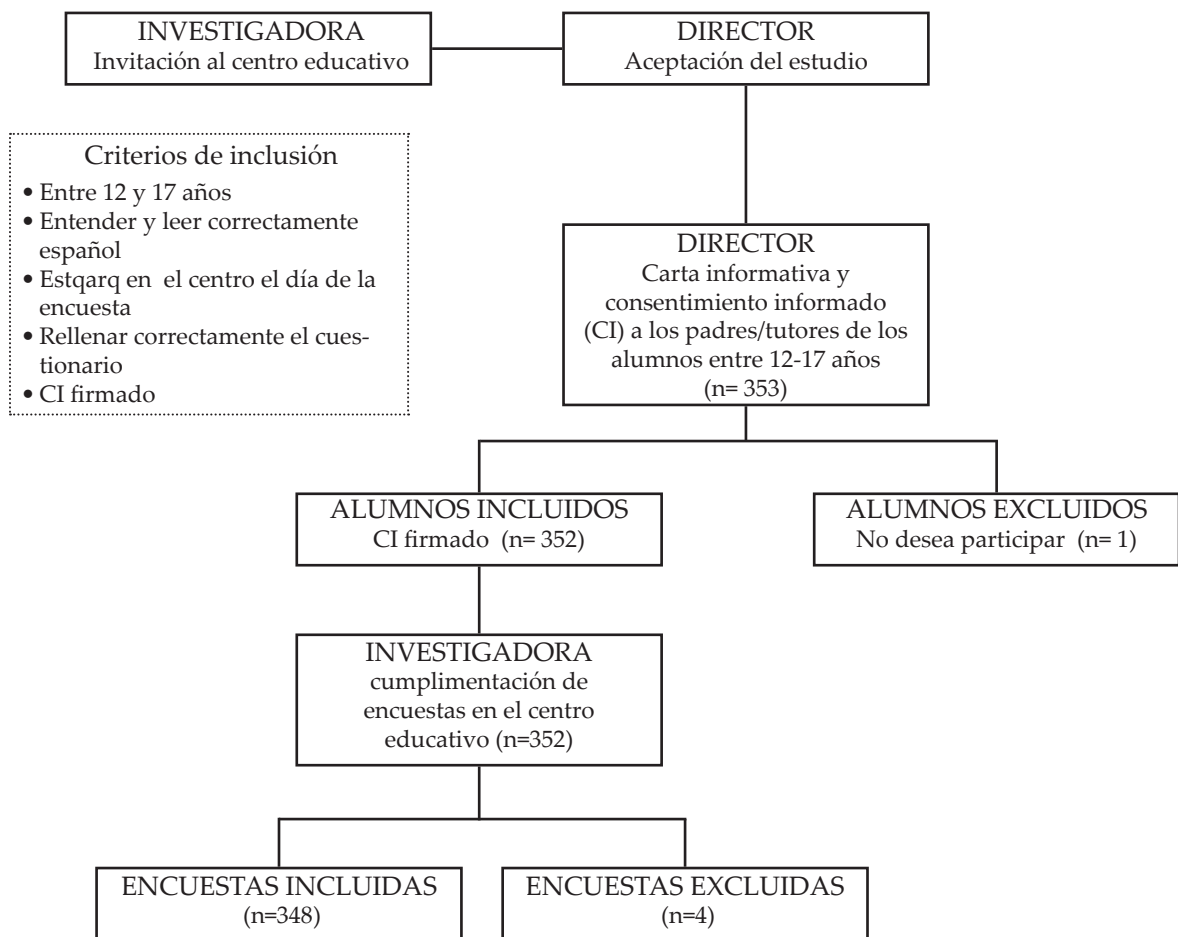 INVESTIGADORA
Invitación al centro educativo
DIRECTOR
Aceptación del estudio
Criterios de inclusión
• Entre 12 y 17 años
• Entender y leer correctamente
español
• Estqarq en  el centro el día de la
encuesta
• Rellenar correctamente el cues-
tionario
• CI firmado
DIRECTOR
Carta informativa y
consentimiento informado
(CI) a los padres/tutores de los
alumnos entre 12-17 años
(n= 353)
ALUMNOS INCLUIDOS
CI firmado  (n= 352)
ALUMNOS EXCLUIDOS
No desea participar  (n= 1)
INVESTIGADORA
cumplimentación de
encuestas en el centro
educativo (n=352)
ENCUESTAS INCLUIDAS
(n=348)
ENCUESTAS EXCLUIDAS
(n=4)